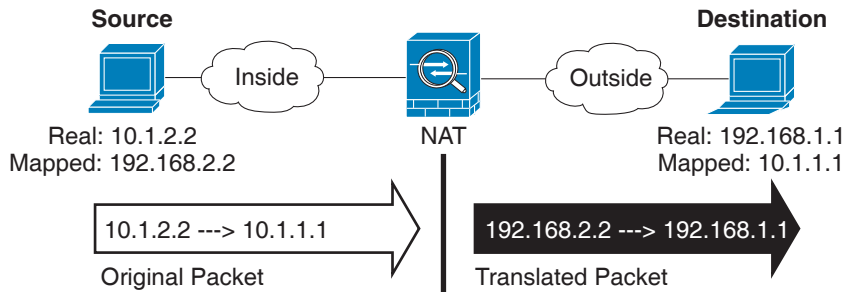 Source
Destination
Inside
Outside
Real: 10.1.2.2
Mapped: 192.168.2.2
NAT
Real: 192.168.1.1
Mapped: 10.1.1.1
10.1.2.2 ---> 10.1.1.1
192.168.2.2 ---> 192.168.1.1
Original Packet
Translated Packet